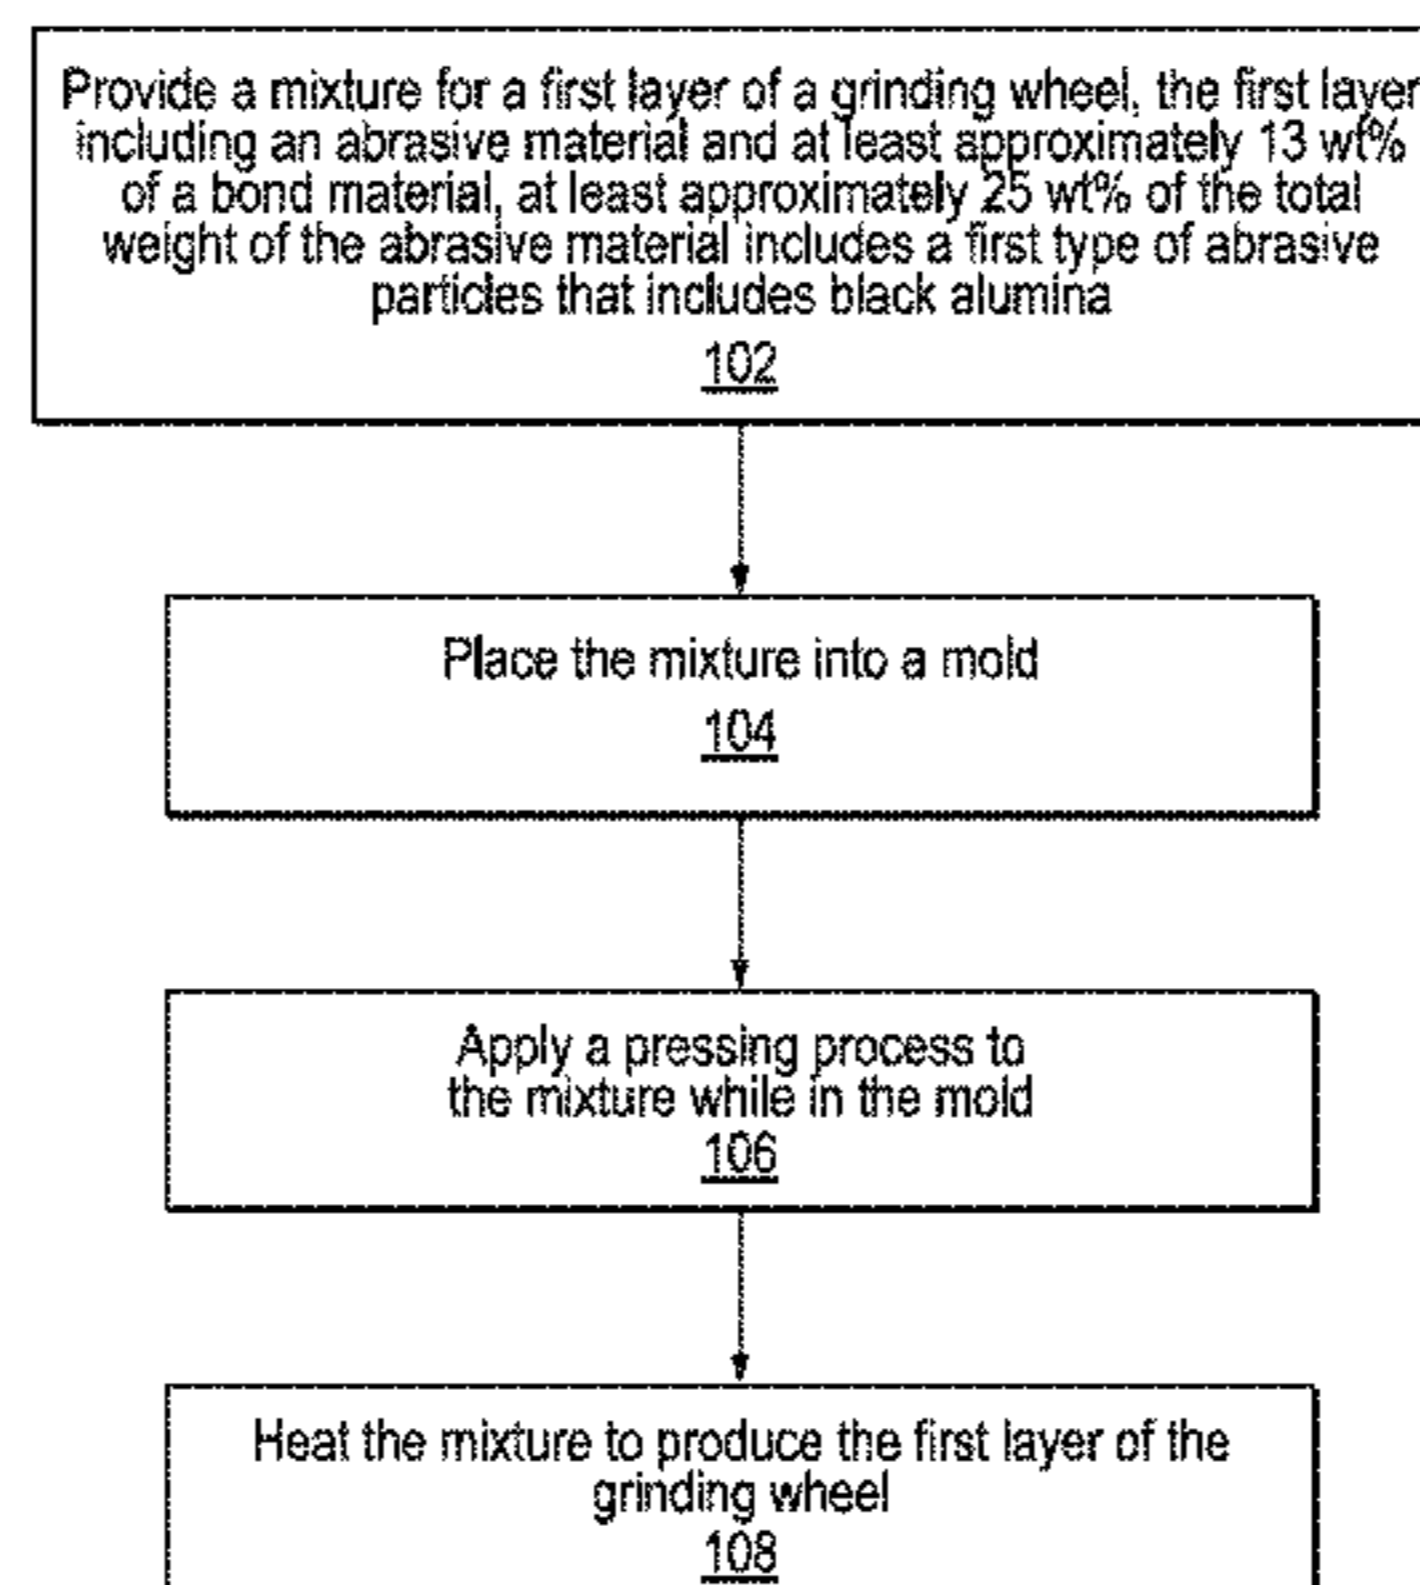 Provide a mixture for a first layer of a grinding wheel, the first layer
including an abrasive material and at least approximately 13 wt%
of a bond material, at least approximately 25 wt% of the total
weight of the abrasive material includes a first type of abrasive
particles that includes black alumina
102
Place the mixture into a mold
104
Apply a pressing process to
the mixture while in the mold
106
Heat the mixture to produce the first layer of the
grinding wheel
108